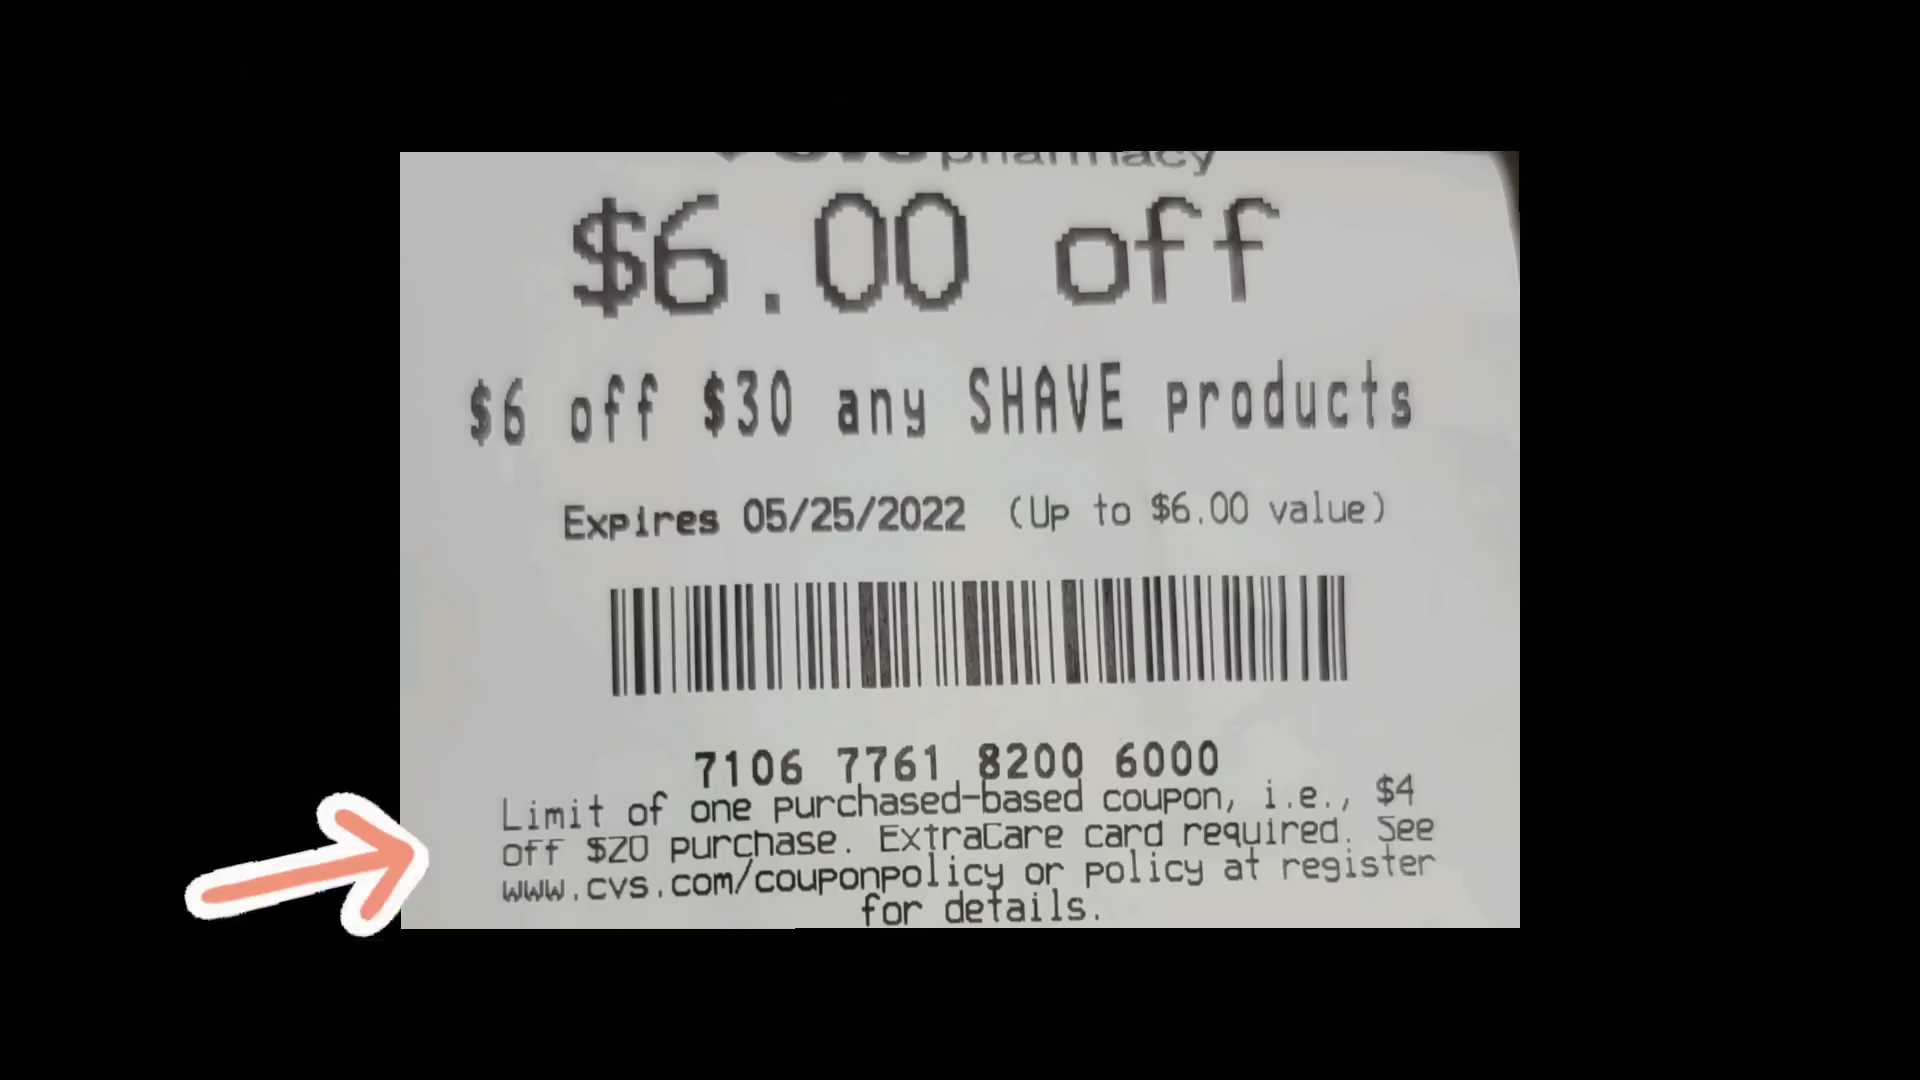 pharmacy
$6.00 off
$6 off $30 any SHAVE products
Expires 05/25/2022 (Up to $6.00 value)
7106 7761 8200 6000
Limit of one purchased-based coupon, i.e., $4
off $20 purchase. ExtraCare card required. See
www.cvs.com/couponpolicy or policy at register
for details.